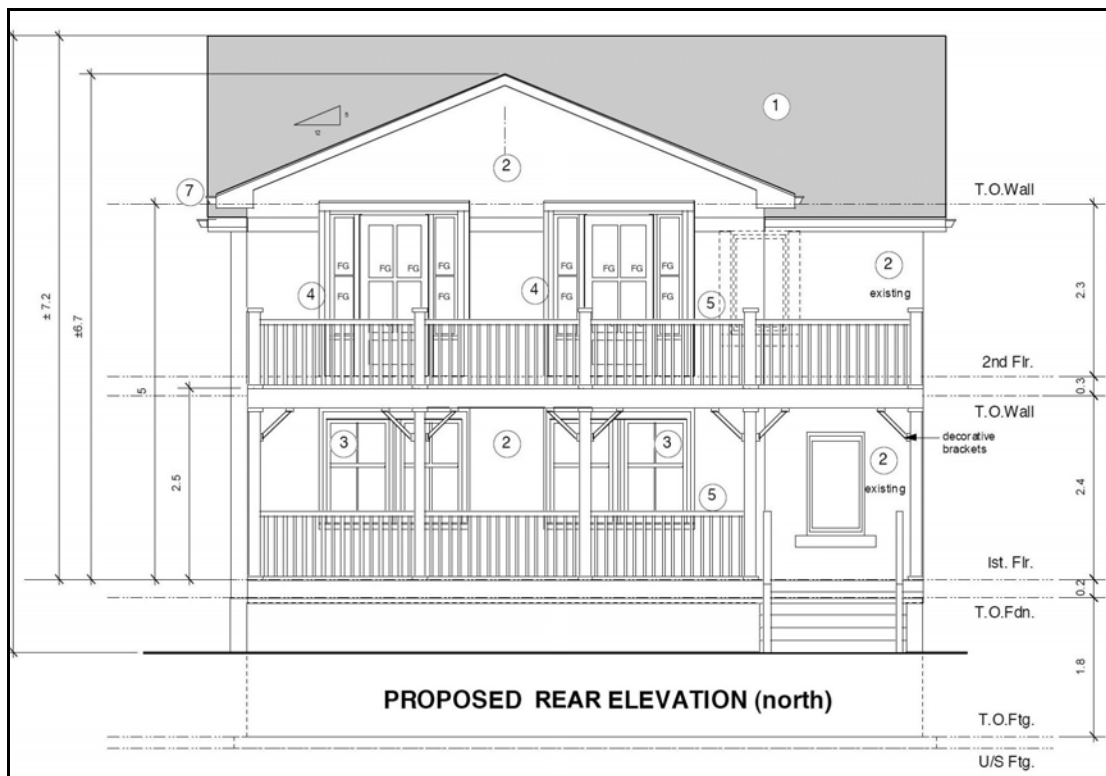 1
5
12
2
7
T.O.Wall
FG
FG FG
FG
FG
FG FG
FG
2
existing
4
FG
FG
4
FG
FG
5
± 7.2
±6.7
5
2.3
2nd Flr.
0.3
T.O.Wall
decorative
brackets
3
2
3
2
existing
2.5
5
2.4
Ist. Flr.
0.2
T.O.Fdn.
1.8
PROPOSED REAR ELEVATION (north)
T.O.Ftg.
U/S Ftg.